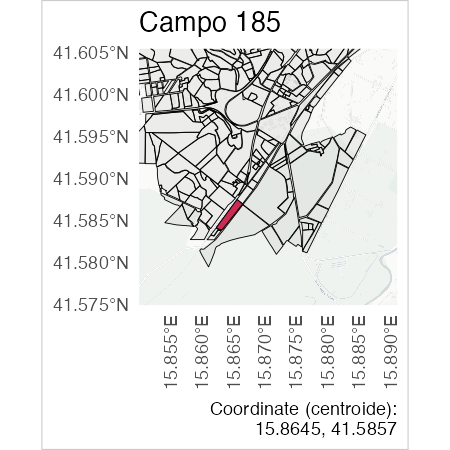 Campo 185
41.605°N
41.600°N
41.595°N
41.590°N
41.585°N
41.580°N
41.575°N
15.855°E
15.860°E
15.865°E
15.870°E
15.875°E
15.880°E
15.885°E
15.890°E
Coordinate (centroide):
15.8645, 41.5857